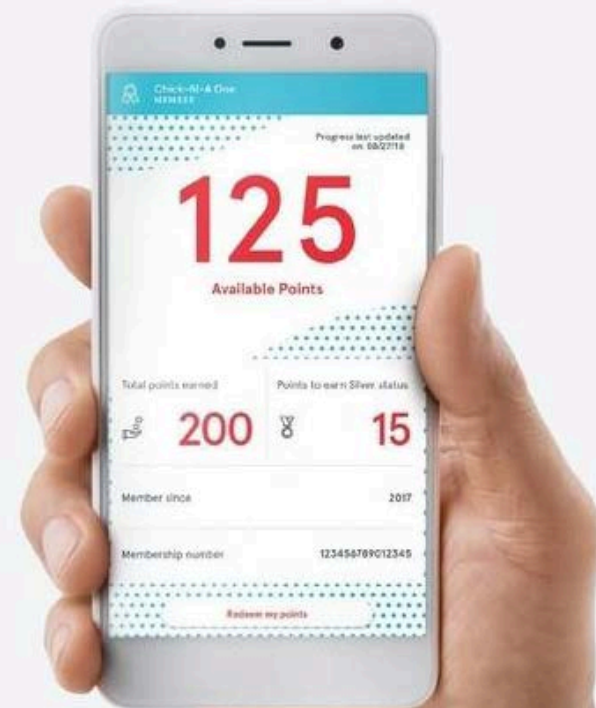 Chick-fil-A One
MEMBER
Progress last updated
on 08/27/18
125
Available Points
Total points earned
Points to earn Silver status
200
15
Member since
2017
Membership number
123456789012345
Redeem my points